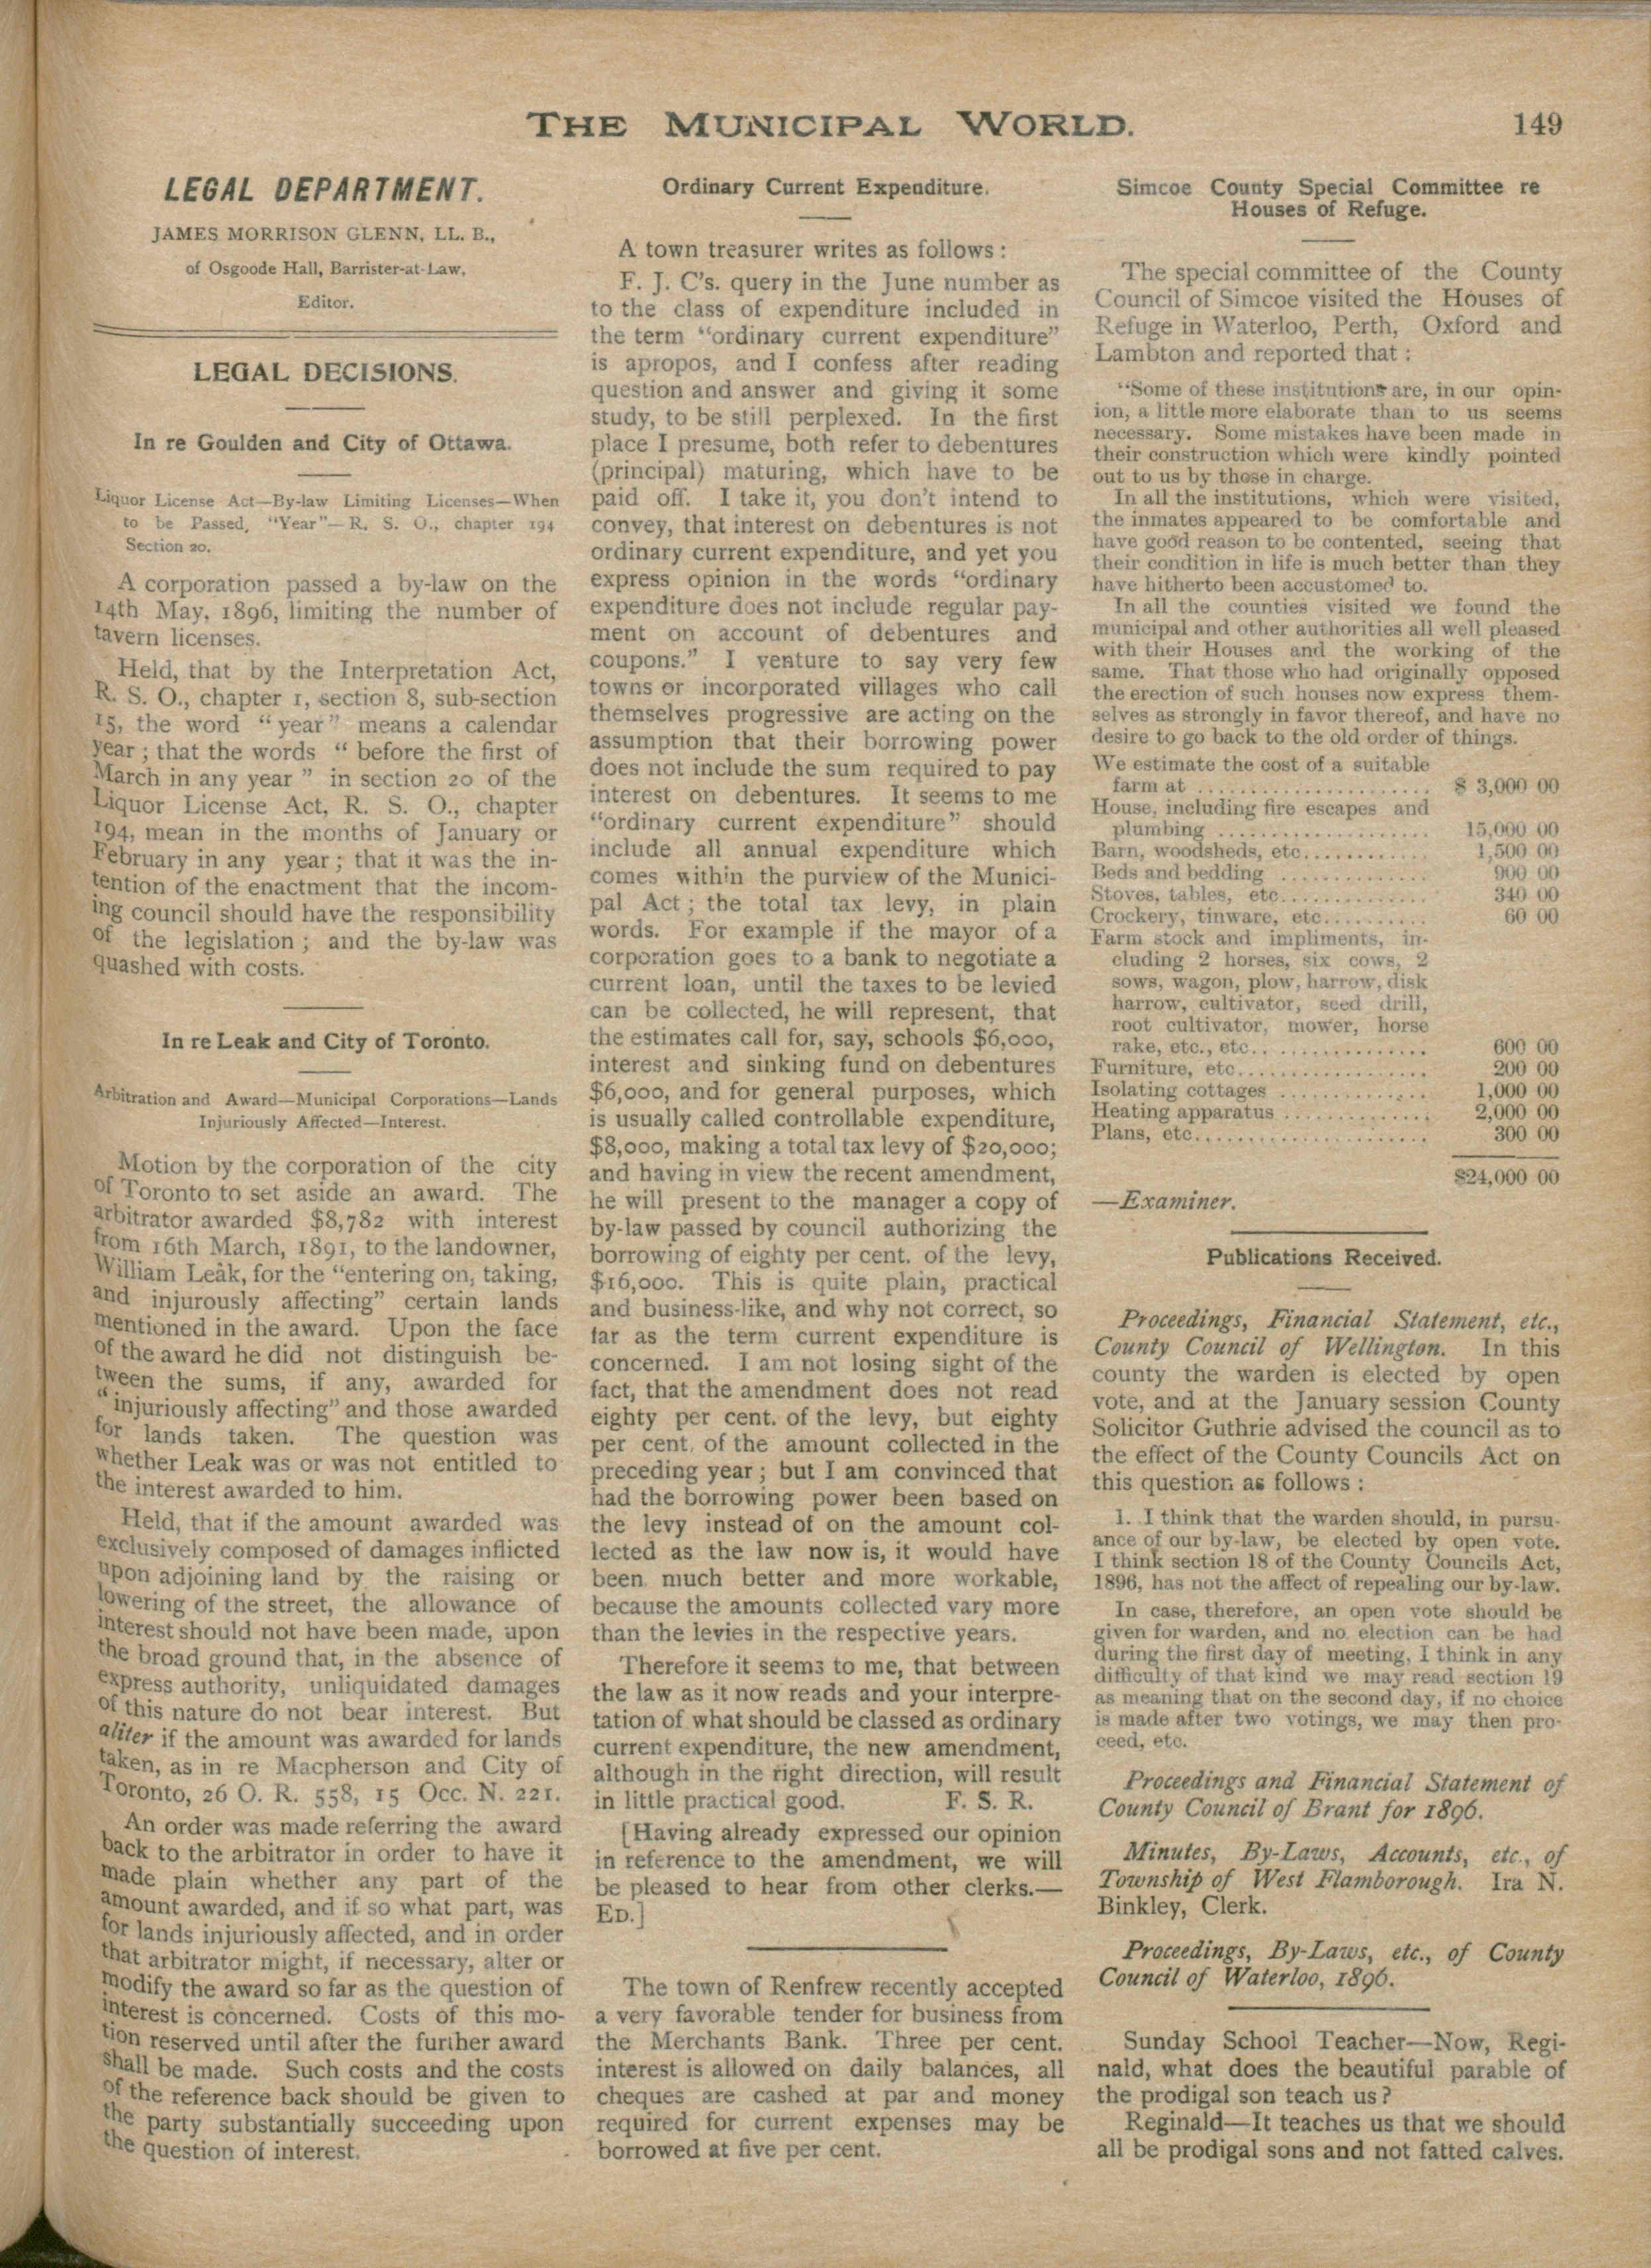 THE MUNICIPAL WORLD.
149
LEGAL DEPARTMENT.
JAMES MORRISON GLENN, LL. B.,
of Osgoode Hall, Barrister-at-Law,
Editor.
LEGAL DECISIONS.
In re Goulden and City of Ottawa.
Liquor License Act—By-law Limiting Licenses—When
to be Passed, "Year"—R. S. O., chapter 194
Section 20.
A corporation passed a by-law on the
14th May, 1896, limiting the number of
tavern licenses.
Held, that by the Interpretation Act,
R. S. O., chapter 1, section 8, sub-section
15, the word "year" means a calendar
year ; that the words " before the first of
March in any year " in section 20 of the
Liquor License Act, R. S. O., chapter
194, mean in the months of January or
February in any year ; that it was the in-
tention of the enactment that the incom-
ing council should have the responsibility
of the legislation ; and the by-law was
quashed with costs.
In re Leak and City of Toronto.
Arbitration and Award—Municipal Corporations—Lands
Injuriously Affected—Interest.
Motion by the corporation of the city
of Toronto to set aside an award. The
arbitrator awarded $8,782 with interest
from 16th March, 1891, to the landowner,
William Leak, for the "entering on, taking,
and injurously affecting" certain lands
mentioned in the award. Upon the face
of the award he did not distinguish be-
tween the sums, if any, awarded for
"injuriously affecting" and those awarded
for lands taken. The question was
whether Leak was or was not entitled to
the interest awarded to him.
Held, that if the amount awarded was
exclusively composed of damages inflicted
upon adjoining land by the raising or
lowering of the street, the allowance of
interest should not have been made, upon
the broad ground that, in the absence of
express authority, unliquidated damages
of this nature do not bear interest. But
aliter if the amount was awarded for lands
taken, as in re Macpherson and City of
Toronto, 26 O. R. 558, 15 Occ. N. 221.
An order was made referring the award
back to the arbitrator in order to have it
made plain whether any part of the
amount awarded, and if so what part, was
for lands injuriously affected, and in order
that arbitrator might, if necessary, alter or
modify the award so far as the question of
interest is concerned. Costs of this mo-
tion reserved until after the further award
shall be made. Such costs and the costs
of the reference back should be given to
the party substantially succeeding upon
the question of interest.
Ordinary Current Expenditure.
A town treasurer writes as follows :
F. J. C's. query in the June number as
to the class of expenditure included in
the term "ordinary current expenditure"
is apropos, and I confess after reading
question and answer and giving it some
study, to be still perplexed. In the first
place I presume, both refer to debentures
(principal) maturing, which have to be
paid off. I take it, you don't intend to
convey, that interest on debentures is not
ordinary current expenditure, and yet you
express opinion in the words "ordinary
expenditure does not include regular pay-
ment on account of debentures and
coupons." I venture to say very few
towns or incorporated villages who call
themselves progressive are acting on the
assumption that their borrowing power
does not include the sum required to pay
interest on debentures. It seems to me
"ordinary current expenditure" should
include all annual expenditure which
comes within the purview of the Munici-
pal Act ; the total tax levy, in plain
words. For example if the mayor of a
corporation goes to a bank to negotiate a
current loan, until the taxes to be levied
can be collected, he will represent, that
the estimates call for, say, schools $6,000,
interest and sinking fund on debentures
$6,000, and for general purposes, which
is usually called controllable expenditure,
$8,000, making a total tax levy of $20,000;
and having in view the recent amendment,
he will present to the manager a copy of
by-law passed by council authorizing the
borrowing of eighty per cent. of the levy,
$16,000. This is quite plain, practical
and business-like, and why not correct, so
far as the term current expenditure is
concerned. I am not losing sight of the
fact, that the amendment does not read
eighty per cent. of the levy, but eighty
per cent. of the amount collected in the
preceding year ; but I am convinced that
had the borrowing power been based on
the levy instead of on the amount col-
lected as the law now is, it would have
been much better and more workable,
because the amounts collected vary more
than the levies in the respective years.
Therefore it seems to me, that between
the law as it now reads and your interpre-
tation of what should be classed as ordinary
current expenditure, the new amendment,
although in the right direction, will result
in little practical good. F. S. R.
[Having already expressed our opinion
in reference to the amendment, we will
be pleased to hear from other clerks.—
ED.]
The town of Renfrew recently accepted
a very favorable tender for business from
the Merchants Bank. Three per cent.
interest is allowed on daily balances, all
cheques are cashed at par and money
required for current expenses may be
borrowed at five per cent.
Simcoe County Special Committee re
Houses of Refuge.
The special committee of the County
Council of Simcoe visited the Houses of
Refuge in Waterloo, Perth, Oxford and
Lambton and reported that :
"Some of these institutions are, in our opin-
ion, a little more elaborate than to us seems
necessary. Some mistakes have been made in
their construction which were kindly pointed
out to us by those in charge.
In all the institutions, which were visited,
the inmates appeared to be comfortable and
have good reason to be contented, seeing that
their condition in life is much better than they
have hitherto been accustomed to.
In all the counties visited we found the
municipal and other authorities all well pleased
with their Houses and the working of the
same. That those who had originally opposed
the erection of such houses now express them-
selves as strongly in favor thereof, and have no
desire to go back to the old order of things.
We estimate the cost of a suitable
farm at ...................... $ 3,000 00
House, including fire escapes and
plumbing .................... 15,000 00
Barn, woodsheds, etc............. 1,500 00
Beds and bedding .............. 900 00
Stoves, tables, etc............... 340 00
Crockery, tinware, etc.......... 60 00
Farm stock and impliments, in-
cluding 2 horses, six cows, 2
sows, wagon, plow, harrow, disk
harrow, cultivator, seed drill,
root cultivator, mower, horse
rake, etc., etc.................. 600 00
Furniture, etc................... 200 00
Isolating cottages .............. 1,000 00
Heating apparatus .............. 2,000 00
Plans, etc....................... 300 00
$24,000 00
—Examiner.
Publications Received.
Proceedings, Financial Statement, etc.,
County Council of Wellington. In this
county the warden is elected by open
vote, and at the January session County
Solicitor Guthrie advised the council as to
the effect of the County Councils Act on
this question as follows :
1. I think that the warden should, in pursu-
ance of our by-law, be elected by open vote.
I think section 18 of the County Councils Act,
1896, has not the affect of repealing our by-law.
In case, therefore, an open vote should be
given for warden, and no election can be had
during the first day of meeting, I think in any
difficulty of that kind we may read section 19
as meaning that on the second day, if no choice
is made after two votings, we may then pro-
ceed, etc.
Proceedings and Financial Statement of
County Council of Brant for 1896.
Minutes, By-Laws, Accounts, etc., of
Township of West Flamborough. Ira N.
Binkley, Clerk.
Proceedings, By-Laws, etc., of County
Council of Waterloo, 1896.
Sunday School Teacher—Now, Regi-
nald, what does the beautiful parable of
the prodigal son teach us?
Reginald—It teaches us that we should
all be prodigal sons and not fatted calves.